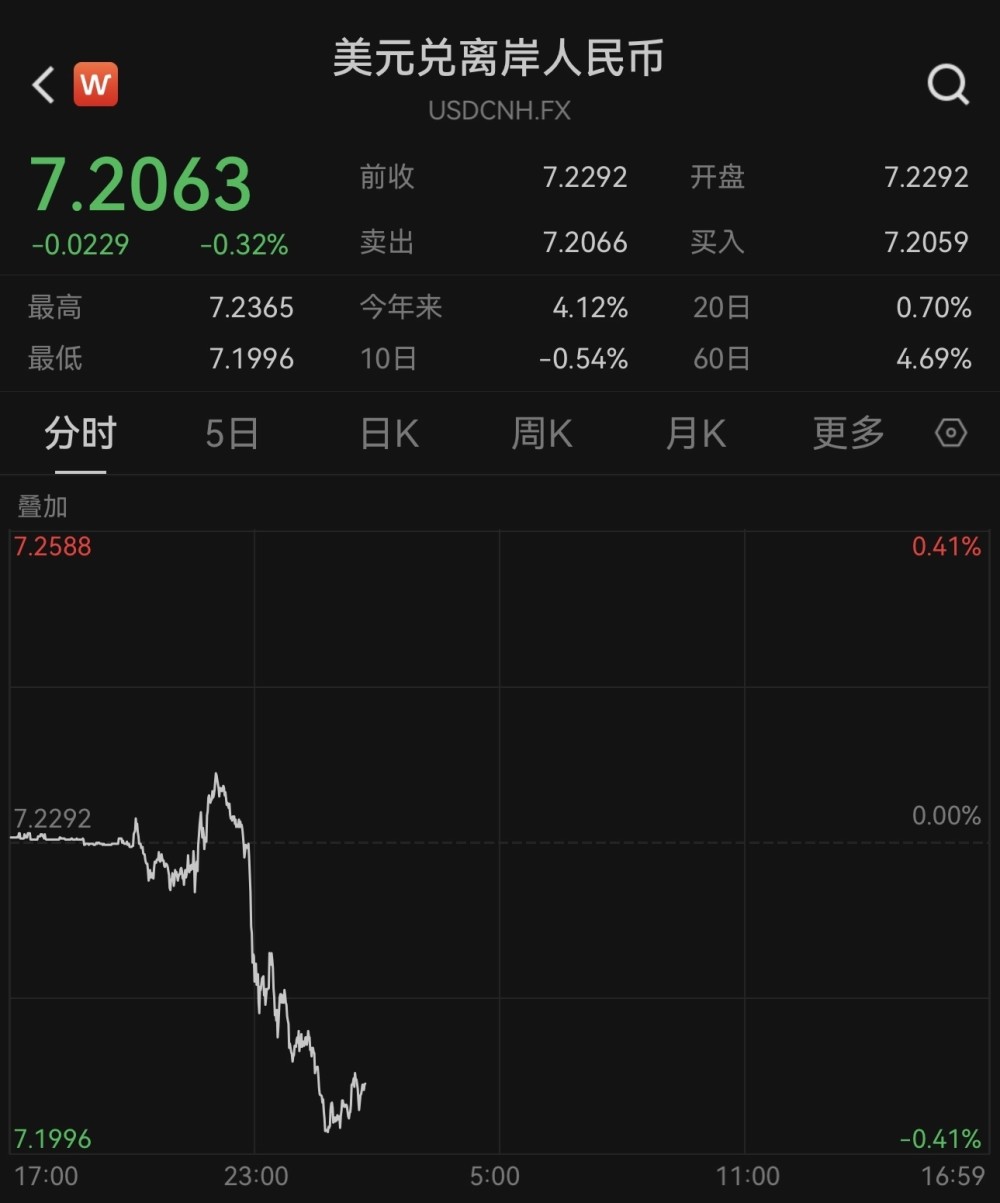 美元兑离岸人民币
W
USDCNH.FX
7.2063
-0.0229 -0.32%
前收 7.2292 开盘 7.2292
卖出 7.2066 买入 7.2059
最高 7.2365 今年来 4.12% 20日 0.70%
最低 7.1996 10日 -0.54% 60日 4.69%
分时 5日 日K 周K 月K 更多
叠加
7.2588 0.41%
7.2292 0.00%
7.1996 -0.41%
17:00 23:00 5:00 11:00 16:59